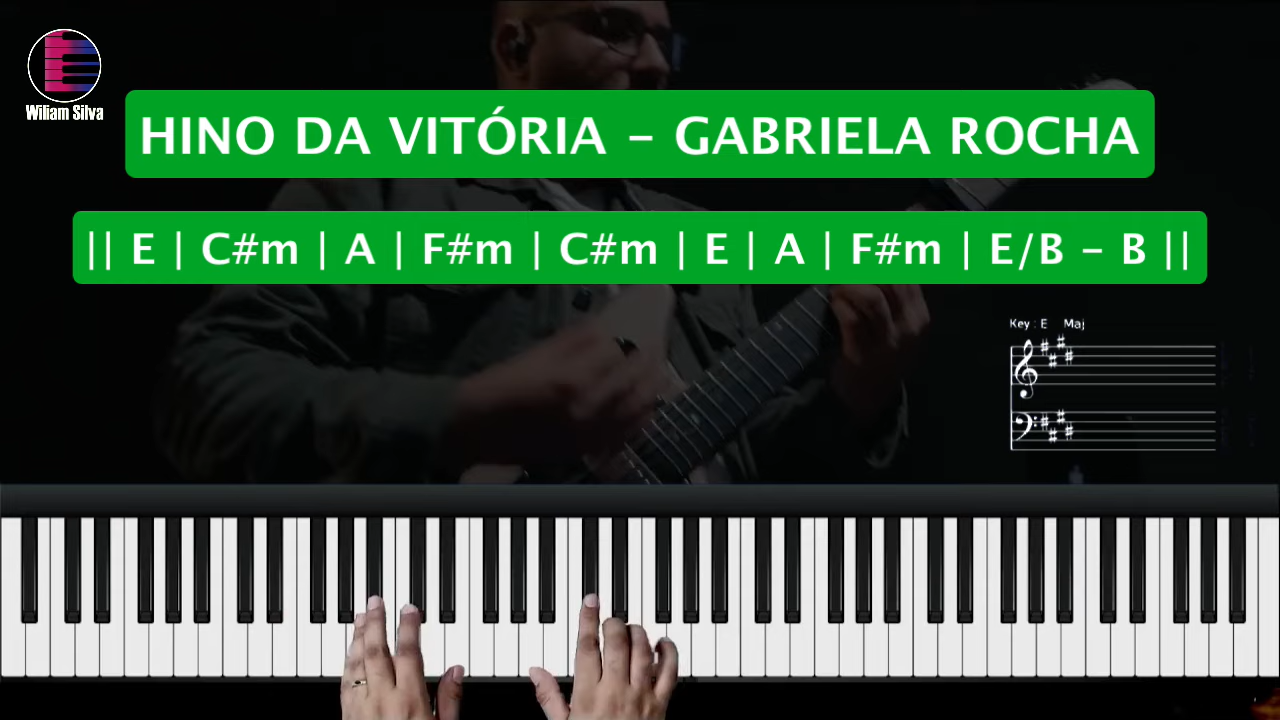 Wiliam Silva
HINO DA VITÓRIA - GABRIELA ROCHA
|| E | C#m | A | F#m | C#m | E | A | F#m | E/B - B ||
Key : E Maj